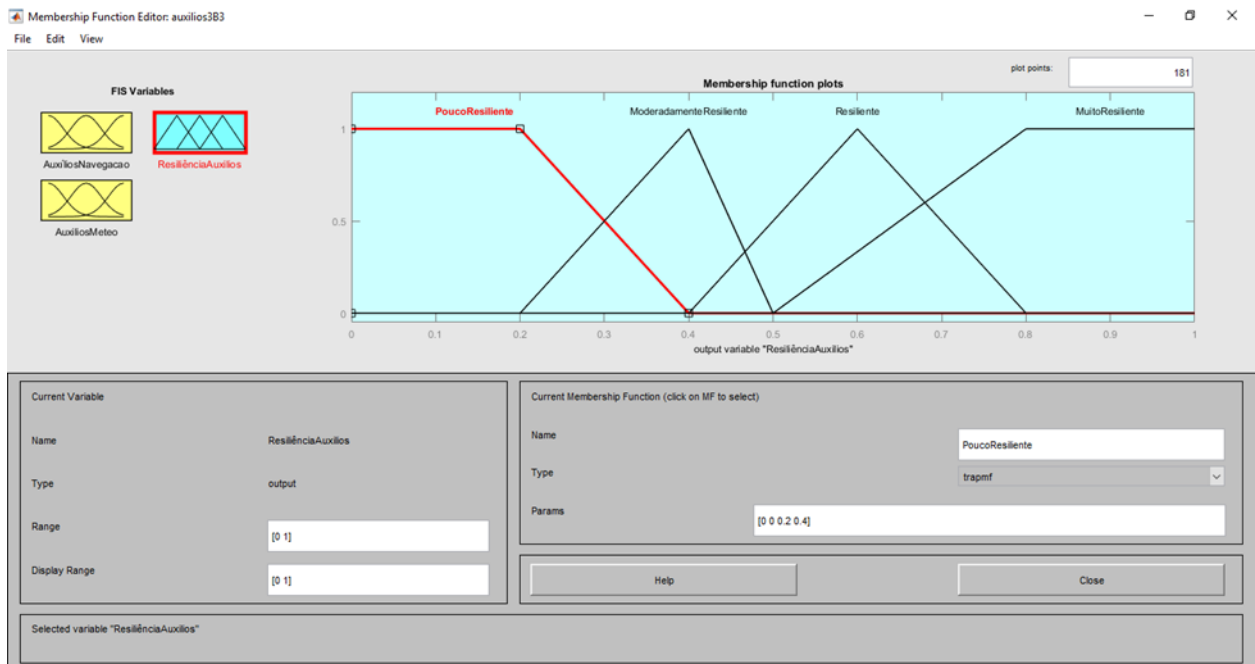 Membership Function Editor: auxilios3B3
File Edit View
FIS Variables
AuxíliosNavegacao
ResiliênciaAuxilios
AuxiliosMeteo
plot points:
181
Membership function plots
PoucoResiliente
ModeradamenteResiliente
Resiliente
MuitoResiliente
1
0.5
0
0 0.1 0.2 0.3 0.4 0.5 0.6 0.7 0.8 0.9 1
output variable "ResiliênciaAuxilios"
Current Variable
Name ResiliênciaAuxilios
Type output
Range [0 1]
Display Range [0 1]
Current Membership Function (click on MF to select)
Name PoucoResiliente
Type trapmf
Params [0 0 0.2 0.4]
Help
Close
Selected variable "ResiliênciaAuxilios"